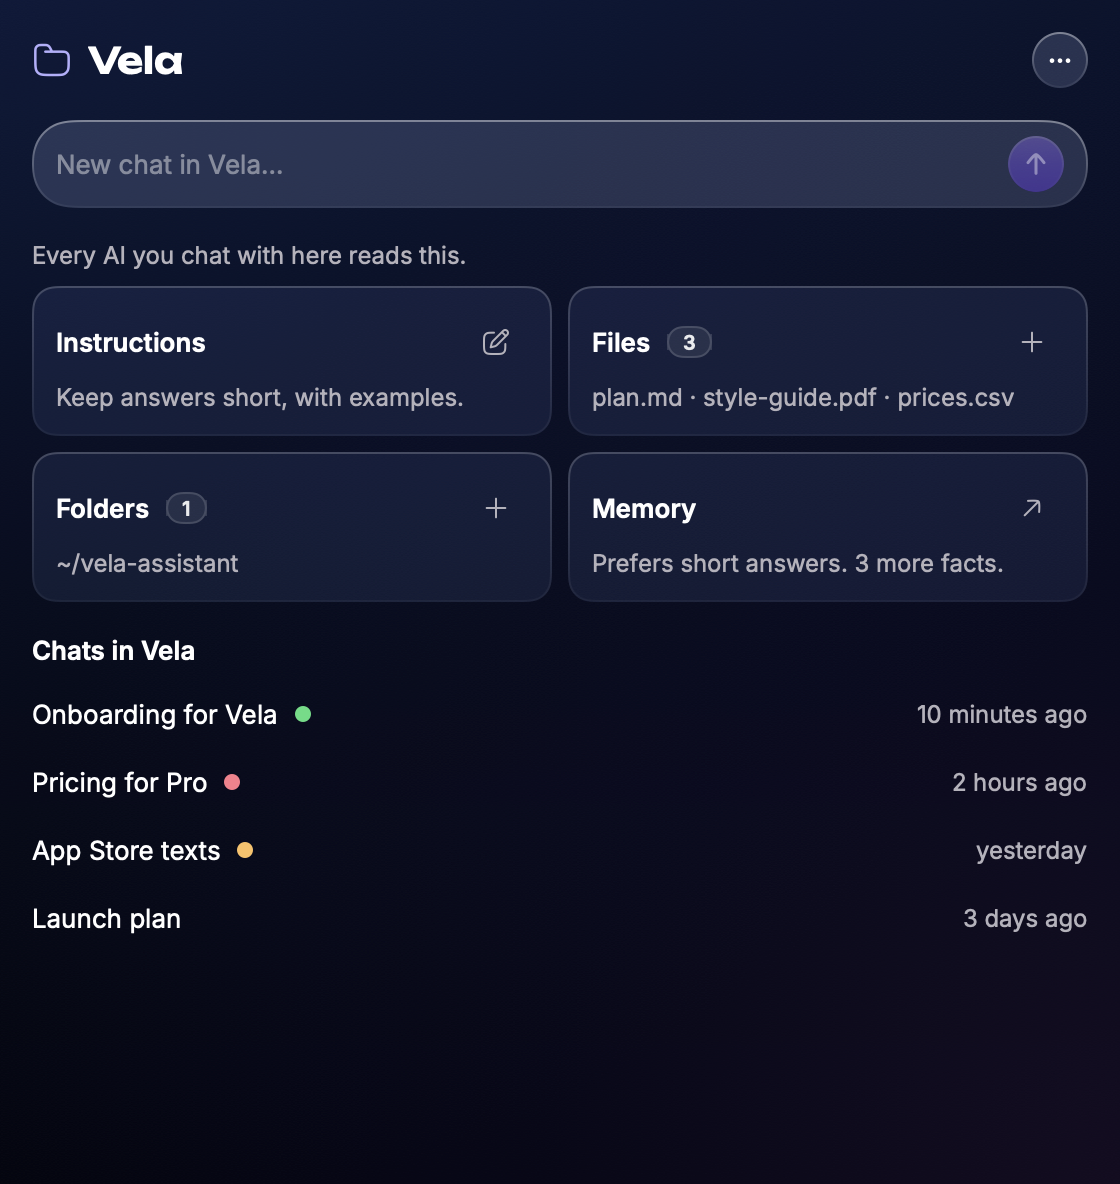 Vela
New chat in Vela...
Every AI you chat with here reads this.
Instructions
Keep answers short, with examples.
Files 3
plan.md · style-guide.pdf · prices.csv
Folders 1
~/vela-assistant
Memory
Prefers short answers. 3 more facts.
Chats in Vela
Onboarding for Vela 10 minutes ago
Pricing for Pro 2 hours ago
App Store texts yesterday
Launch plan 3 days ago